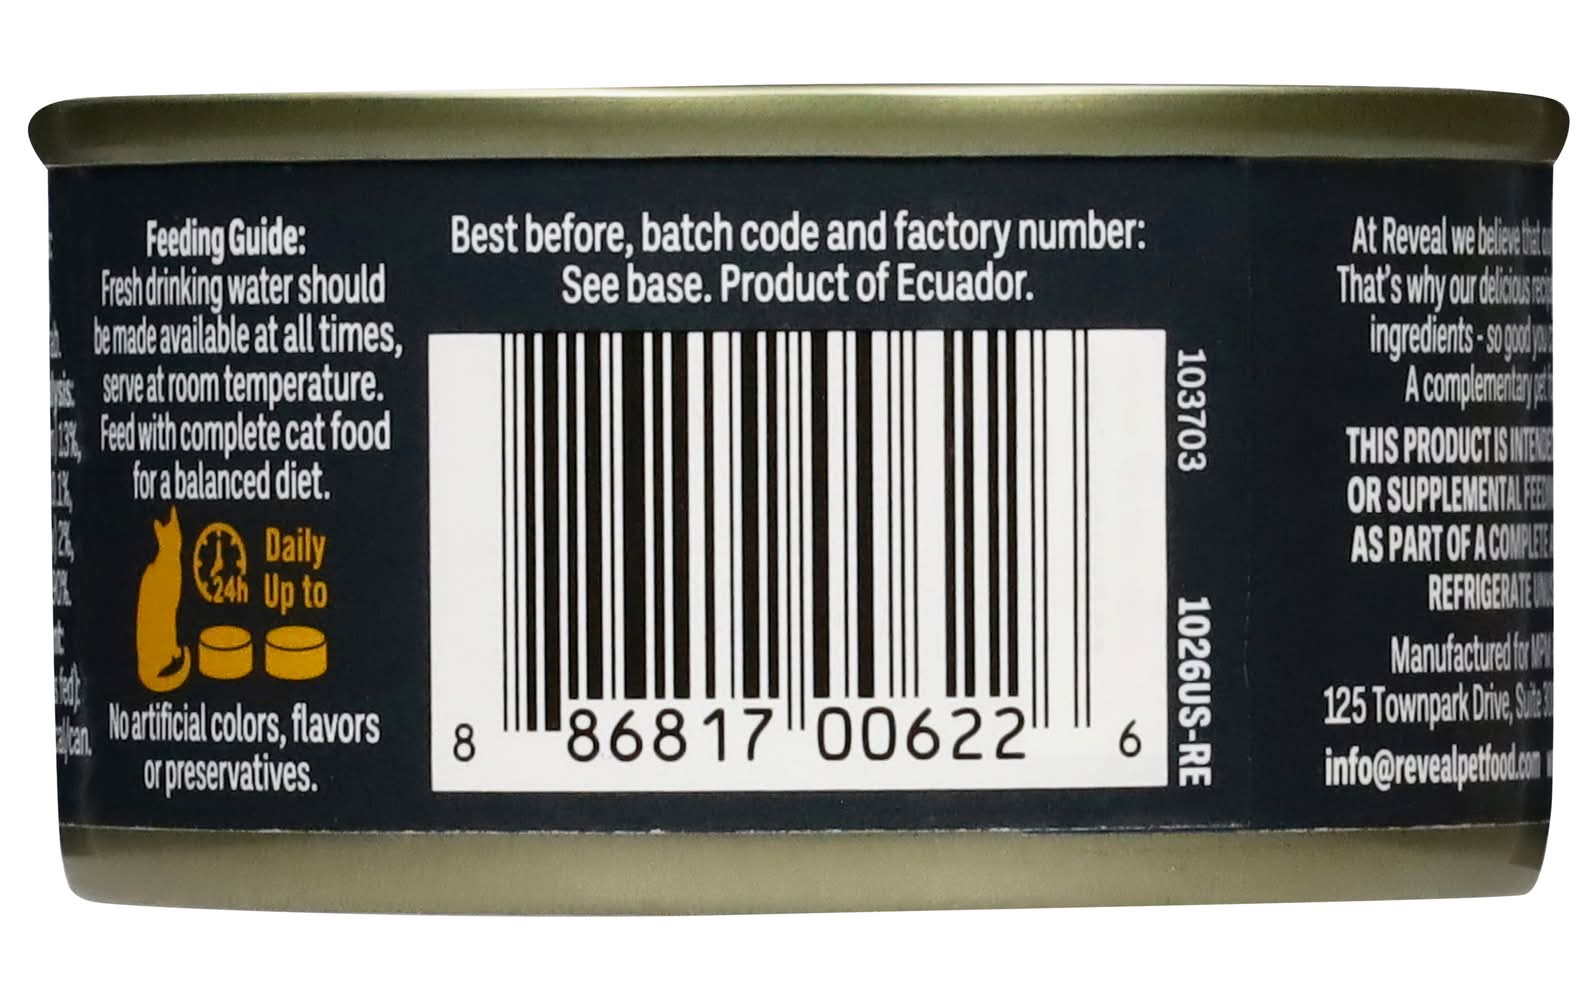 13%,
2%,
Feeding Guide:
Fresh drinking water should
be made available at all times,
serve at room temperature.
Feed with complete cat food
for a balanced diet.
24h
Daily
Up to
No artificial colors, flavors
or preservatives.
Best before, batch code and factory number:
See base. Product of Ecuador.
8 86817 00622 6
103703
1026US-RE
At Reveal we believe that
That's why our delicious
ingredients - so good you
A complementary pet
THIS PRODUCT IS
OR SUPPLEMENTAL
AS PART OF A COMPLETE
REFRIGERATE
Manufactured for MPM
125 Townpark Drive, Suite
info@revealpetfood.com